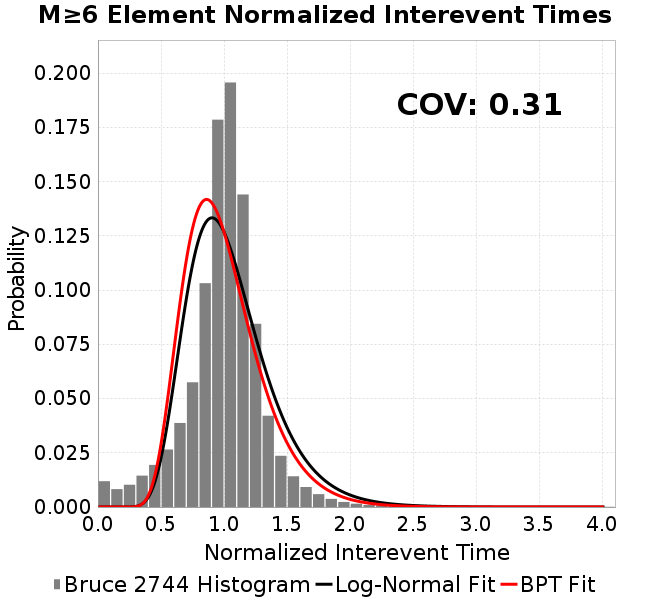 M≥6 Element Normalized Interevent Times
COV: 0.31
Probability
0.200
0.175
0.150
0.125
0.100
0.075
0.050
0.025
0.000
0.0 0.5 1.0 1.5 2.0 2.5 3.0 3.5 4.0
Normalized Interevent Time
Bruce 2744 Histogram Log-Normal Fit BPT Fit